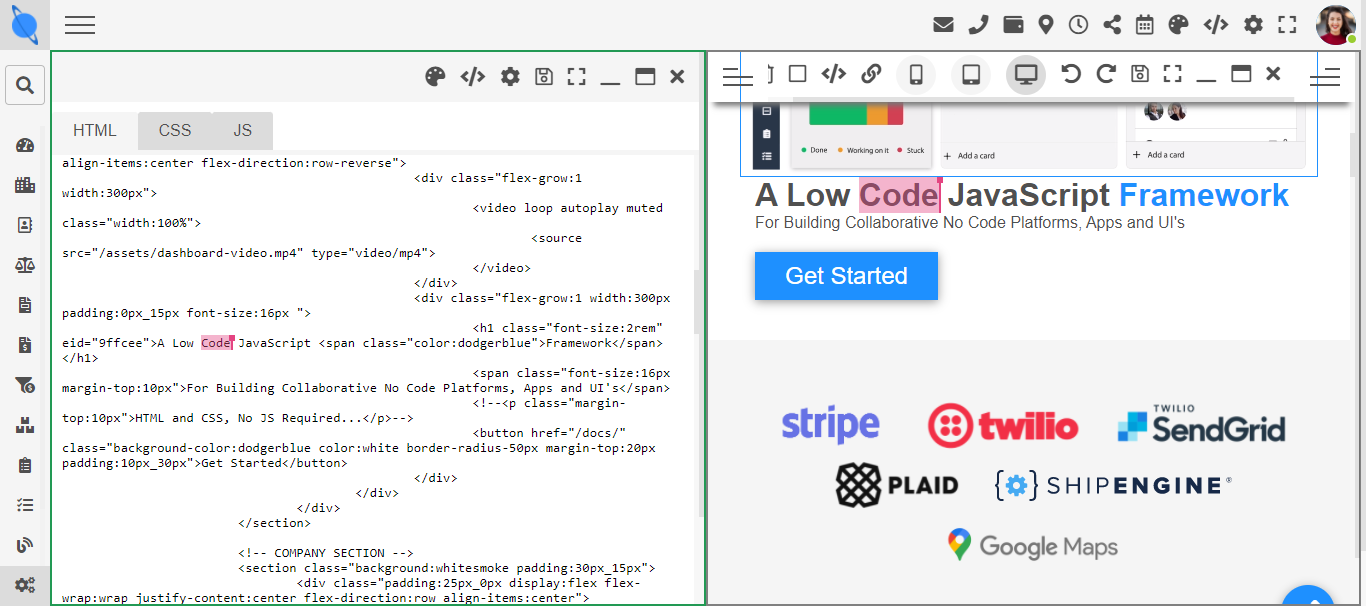 HTML CSS JS
align-items:center flex-direction:row-reverse">
<div class="flex-grow:1
width:300px">
<video loop autoplay muted
class="width:100%">
<source
src="/assets/dashboard-video.mp4" type="video/mp4">
</video>
</div>
<div class="flex-grow:1 width:300px
padding:0px_15px font-size:16px ">
<h1 class="font-size:2rem"
eid="9ffcee">A Low Code JavaScript <span class="color:dodgerblue">Framework</span>
</h1>
<span class="font-size:16px
margin-top:10px">For Building Collaborative No Code Platforms, Apps and UI's</span>
<!--<p class="margin-
top:10px">HTML and CSS, No JS Required...</p>-->
<button href="/docs/"
class="background-color:dodgerblue color:white border-radius-50px margin-top:20px
padding:10px_30px">Get Started</button>
</div>
</div>
</div>
</section>
<!-- COMPANY SECTION -->
<section class="background:whitesmoke padding:30px_15px">
<div class="padding:25px_0px display:flex flex-
wrap:wrap justify-content:center flex-direction:row align-items:center">
Done Working on it Stuck
+ Add a card
+ Add a card
A Low Code JavaScript Framework
For Building Collaborative No Code Platforms, Apps and UI's
Get Started
stripe
twilio
TWILIO
SendGrid
PLAID
SHIPENGINE®
Google Maps